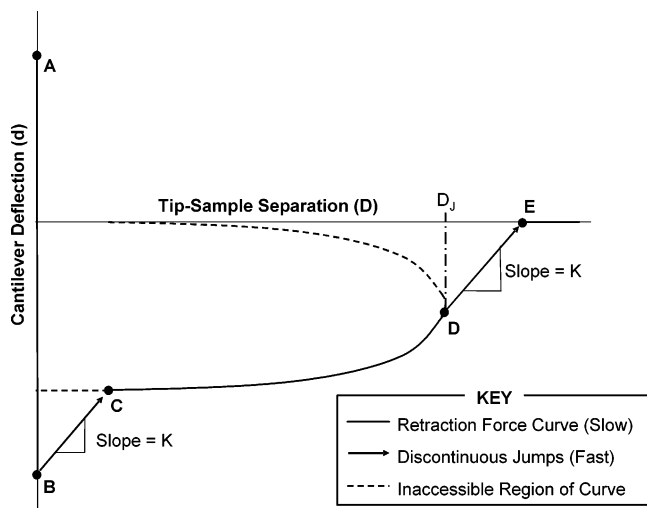 A
Cantilever Deflection (d)
Tip-Sample Separation (D)
DJ
E
Slope = K
D
C
Slope = K
B
KEY
Retraction Force Curve (Slow)
Discontinuous Jumps (Fast)
Inaccessible Region of Curve